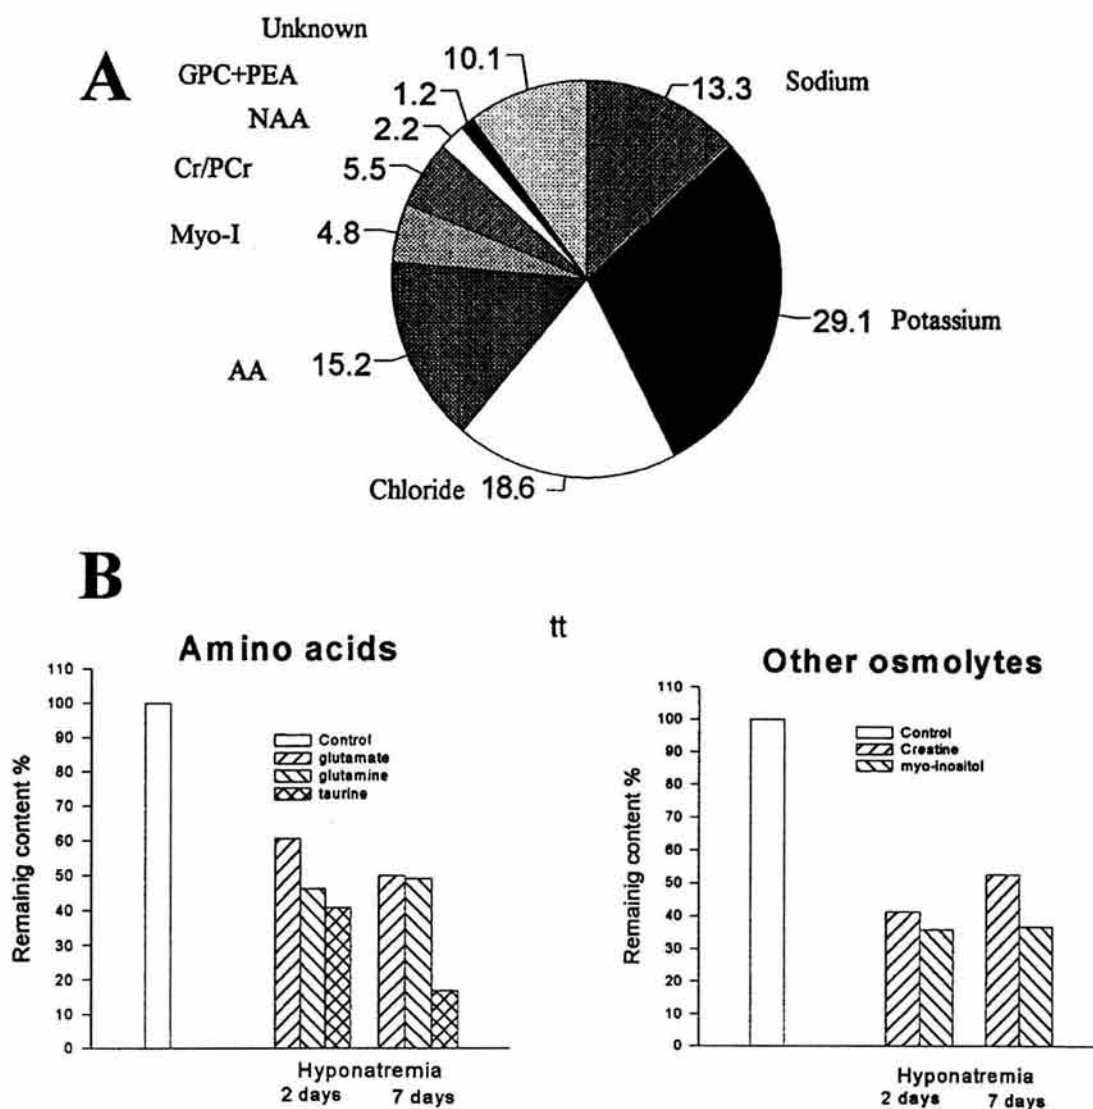 A
Unknown 10.1
GPC+PEA 1.2
NAA 2.2
Cr/PCr 5.5
Myo-I 4.8
AA 15.2
Chloride 18.6
13.3 Sodium
29.1 Potassium
B
tt
Amino acids
Remainig content %
110
100
90
80
70
60
50
40
30
20
10
0
Control
glutamate
glutamine
taurine
Hyponatremia
2 days 7 days
Other osmolytes
Remainig content %
110
100
90
80
70
60
50
40
30
20
10
0
Control
Creatine
myo-inositol
Hyponatremia
2 days 7 days